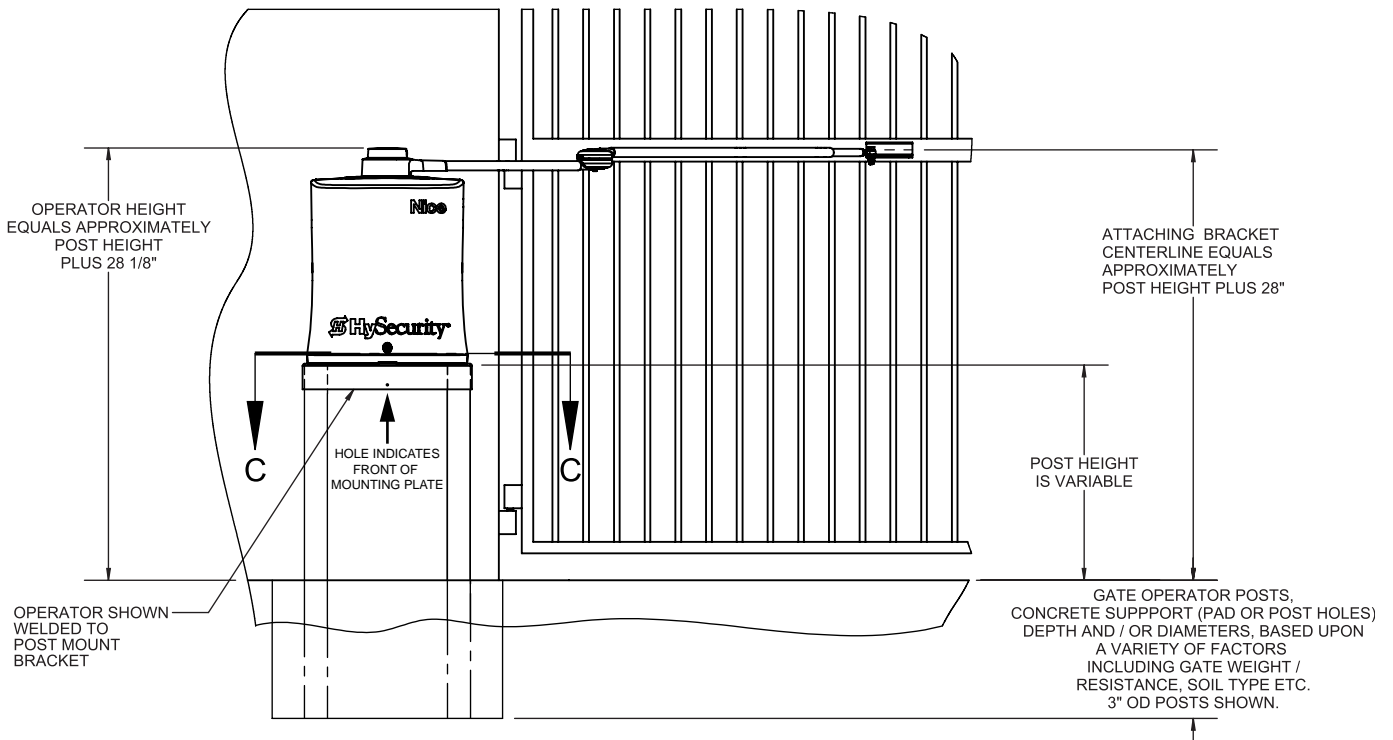 OPERATOR HEIGHT
EQUALS APPROXIMATELY
POST HEIGHT
PLUS 28 1/8"
Nice
HySecurity
C
C
HOLE INDICATES
FRONT OF
MOUNTING PLATE
OPERATOR SHOWN
WELDED TO
POST MOUNT
BRACKET
ATTACHING BRACKET
CENTERLINE EQUALS
APPROXIMATELY
POST HEIGHT PLUS 28"
POST HEIGHT
IS VARIABLE
GATE OPERATOR POSTS,
CONCRETE SUPPPORT (PAD OR POST HOLES)
DEPTH AND / OR DIAMETERS, BASED UPON
A VARIETY OF FACTORS
INCLUDING GATE WEIGHT /
RESISTANCE, SOIL TYPE ETC.
3" OD POSTS SHOWN.